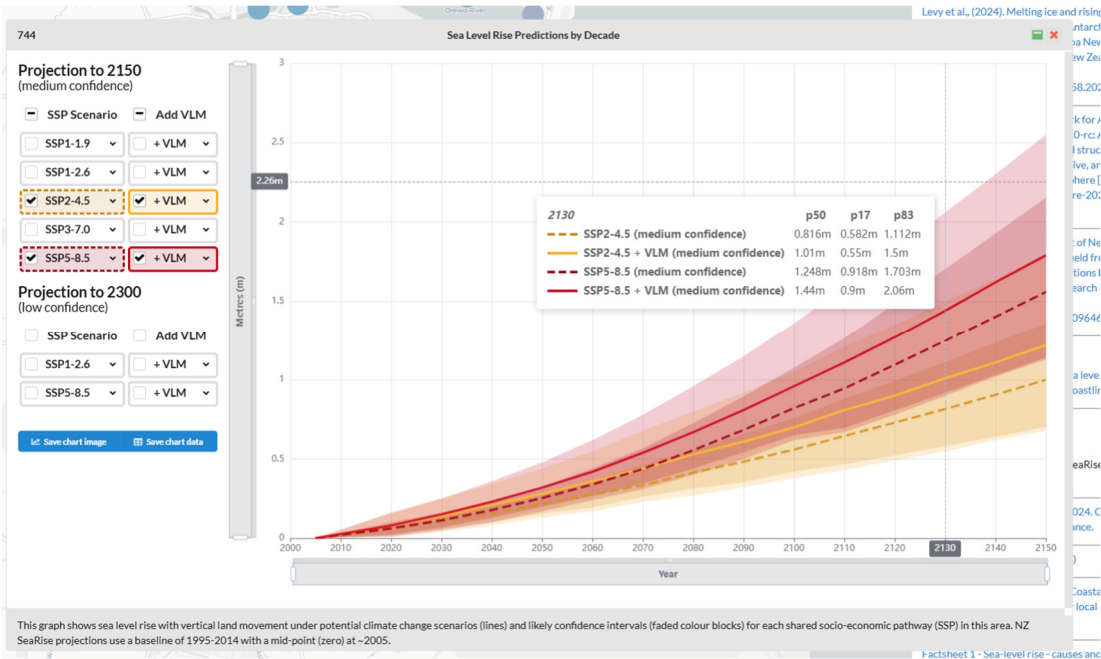 Orewa River
Levy et al., (2024). Melting ice and rising
744
Sea Level Rise Predictions by Decade
Projection to 2150
(medium confidence)
SSP Scenario Add VLM
SSP1-1.9 + VLM
SSP1-2.6 + VLM
SSP2-4.5 + VLM
SSP3-7.0 + VLM
SSP5-8.5 + VLM
Projection to 2300
(low confidence)
SSP Scenario Add VLM
SSP1-2.6 + VLM
SSP5-8.5 + VLM
Save chart image Save chart data
Metres (m)
3
2.5
2.26m
2
1.5
1
0.5
0
2130 p50 p17 p83
SSP2-4.5 (medium confidence) 0.816m 0.582m 1.112m
SSP2-4.5 + VLM (medium confidence) 1.01m 0.55m 1.5m
SSP5-8.5 (medium confidence) 1.248m 0.918m 1.703m
SSP5-8.5 + VLM (medium confidence) 1.44m 0.9m 2.06m
2000 2010 2020 2030 2040 2050 2060 2070 2080 2090 2100 2110 2120 2130 2140 2150
Year
This graph shows sea level rise with vertical land movement under potential climate change scenarios (lines) and likely confidence intervals (faded colour blocks) for each shared socio-economic pathway (SSP) in this area. NZ
SeaRise projections use a baseline of 1995-2014 with a mid-point (zero) at ~2005.
Factsheet 1 - Sea-level rise - causes and